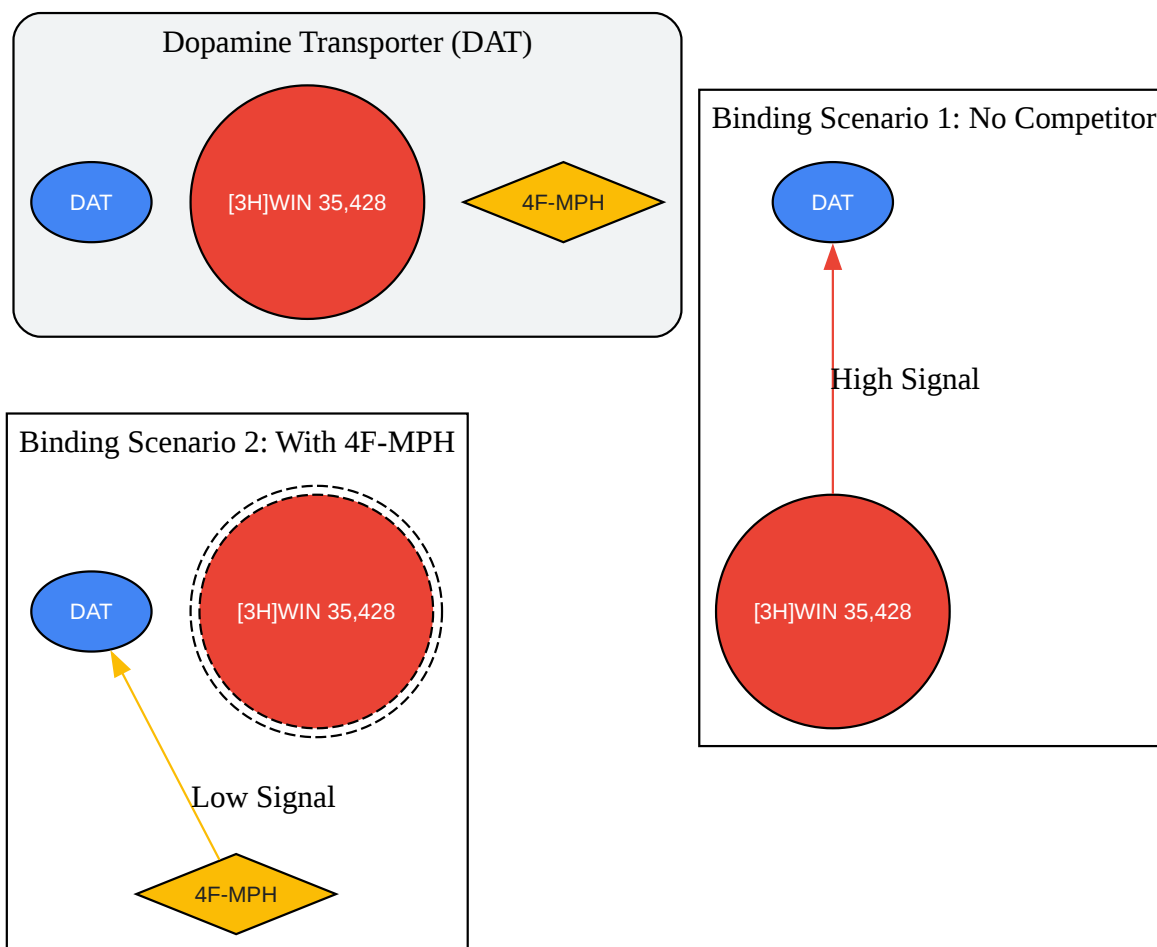 Dopamine Transporter (DAT)
DAT
[3H]WIN 35,428
4F-MPH
Binding Scenario 1: No Competitor
DAT
High Signal
[3H]WIN 35,428
Binding Scenario 2: With 4F-MPH
DAT
[3H]WIN 35,428
Low Signal
4F-MPH